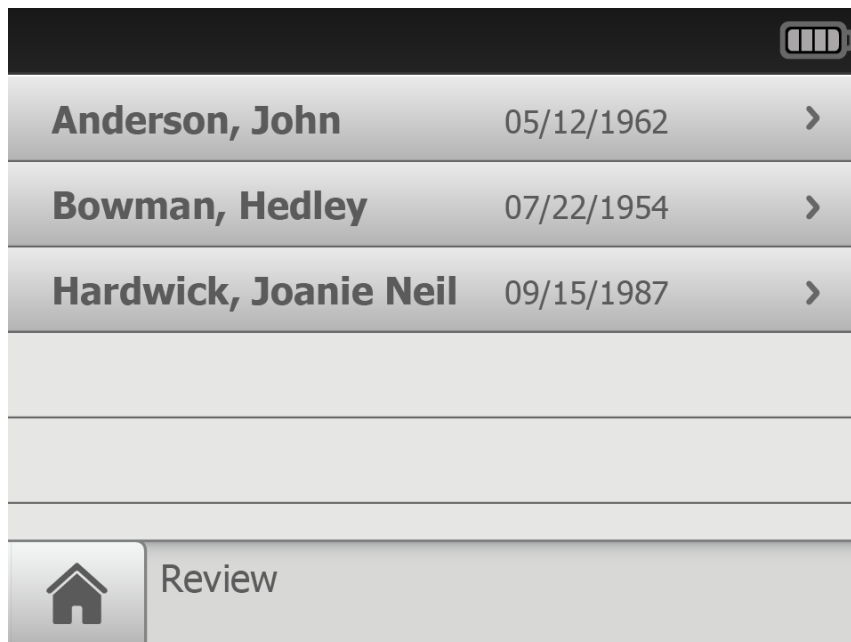 Anderson, John 05/12/1962
Bowman, Hedley 07/22/1954
Hardwick, Joanie Neil 09/15/1987
Review